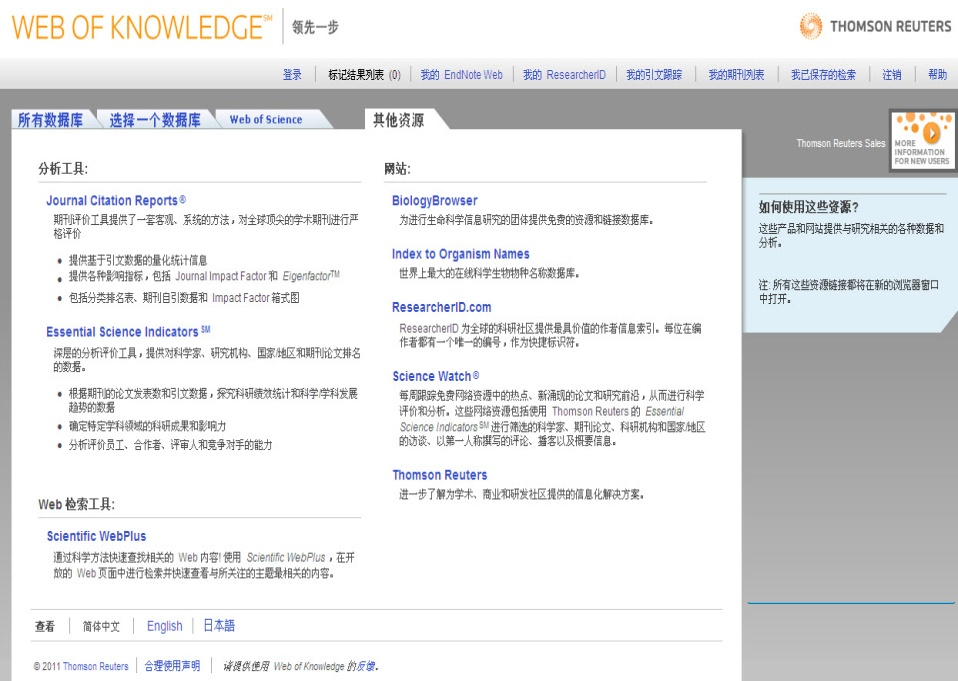 WEB OF KNOWLEDGE℠ 领先一步
THOMSON REUTERS
登录 标记结果列表 (0) 我的 EndNote Web 我的 ResearcherID 我的引文跟踪 我的期刊列表 我已保存的检索 注销 帮助
所有数据库 选择一个数据库 Web of Science 其他资源
Thomson Reuters Sales
MORE
INFORMATION
FOR NEW USERS
分析工具:
Journal Citation Reports®
期刊评价工具提供了一套客观、系统的方法，对全球顶尖的学术期刊进行严
格评价
● 提供基于引文数据的量化统计信息
● 提供各种影响指标，包括 Journal Impact Factor 和 Eigenfactor™
● 包括分类排名表、期刊自引数据和 Impact Factor 箱式图
Essential Science Indicators ℠
深层的分析评价工具，提供对科学家、研究机构、国家/地区和期刊论文排名
的数据。
● 根据期刊的论文发表数和引文数据，探究科研绩效统计和科学/学科发展
趋势的数据
● 确定特定学科领域的科研成果和影响力
● 分析评价员工、合作者、评审人和竞争对手的能力
Web 检索工具:
Scientific WebPlus
通过科学方法快速查找相关的 Web 内容! 使用 Scientific WebPlus，在开
放的 Web 页面中进行检索并快速查看与所关注的主题最相关的内容。
网站:
BiologyBrowser
为进行生命科学信息研究的团体提供免费的资源和链接数据库。
Index to Organism Names
世界上最大的在线科学生物物种名称数据库。
ResearcherID.com
ResearcherID 为全球的科研社区提供最具价值的作者信息索引。每位在编
作者都有一个唯一的编号，作为快捷标识符。
Science Watch®
每周跟踪免费网络资源中的热点、新涌现的论文和研究前沿，从而进行科学
评价和分析。这些网络资源包括使用 Thomson Reuters 的 Essential
Science Indicators℠ 进行筛选的科学家、期刊论文、科研机构和国家/地区
的访谈、以第一人称撰写的评论、播客以及概要信息。
Thomson Reuters
进一步了解为学术、商业和研发社区提供的信息化解决方案。
如何使用这些资源?
这些产品和网站提供与研究相关的各种数据和
分析。
注: 所有这些资源链接都将在新的浏览器窗口
中打开。
查看 简体中文 English 日本語
© 2011 Thomson Reuters 合理使用声明 请提供使用 Web of Knowledge 的反馈。